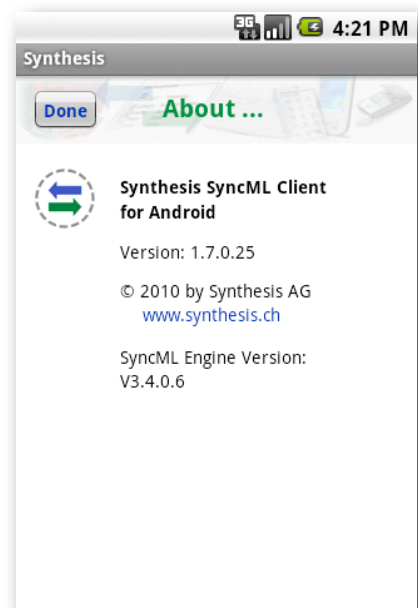 3G 4:21 PM
Synthesis
Done About ...
Synthesis SyncML Client
for Android
Version: 1.7.0.25
© 2010 by Synthesis AG
www.synthesis.ch
SyncML Engine Version:
V3.4.0.6